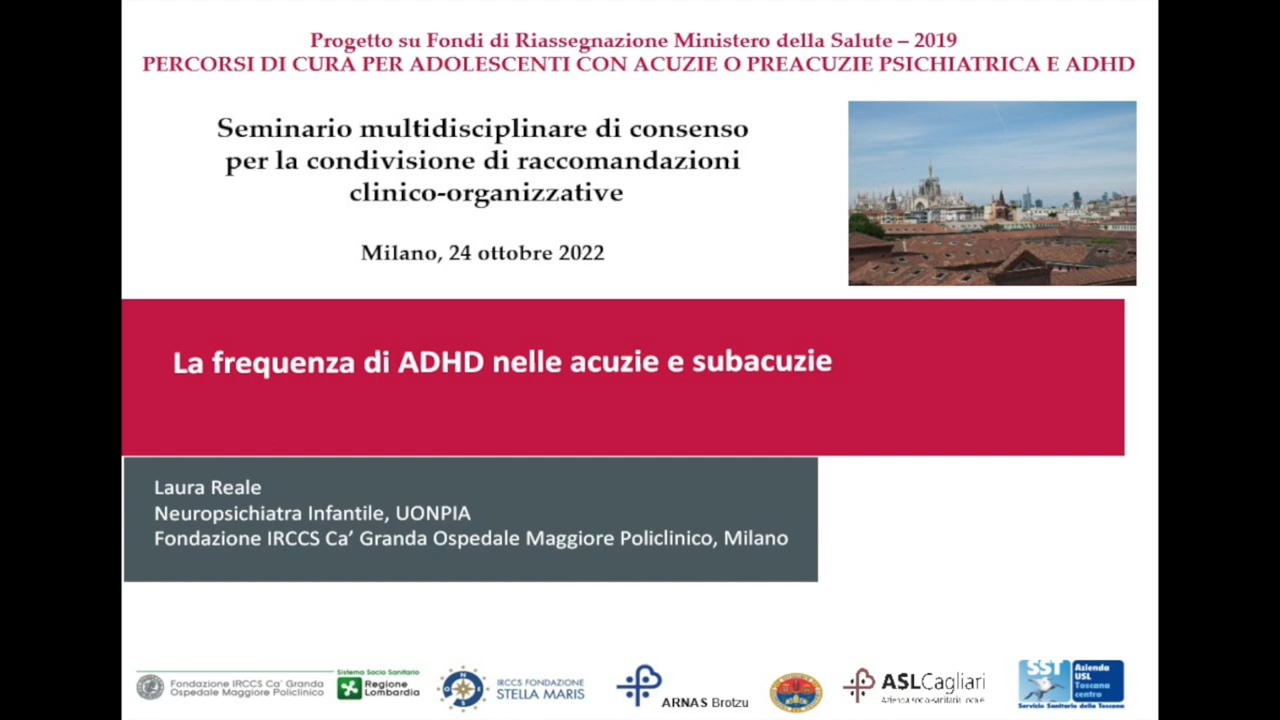 Progetto su Fondi di Riassegnazione Ministero della Salute – 2019
PERCORSI DI CURA PER ADOLESCENTI CON ACUZIE O PREACUZIE PSICHIATRICA E ADHD
Seminario multidisciplinare di consenso
per la condivisione di raccomandazioni
clinico-organizzative
Milano, 24 ottobre 2022
La frequenza di ADHD nelle acuzie e subacuzie
Laura Reale
Neuropsichiatra Infantile, UONPIA
Fondazione IRCCS Ca’ Granda Ospedale Maggiore Policlinico, Milano
Fondazione IRCCS Ca' Granda
Ospedale Maggiore Policlinico
Sistema Socio Sanitario
Regione
Lombardia
IRCCS FONDAZIONE
STELLA MARIS
ARNAS Brotzu
ASLCagliari
Azienda socio-sanitaria locale
SST
Azienda
USL
Toscana
centro
Servizio Sanitario della Toscana